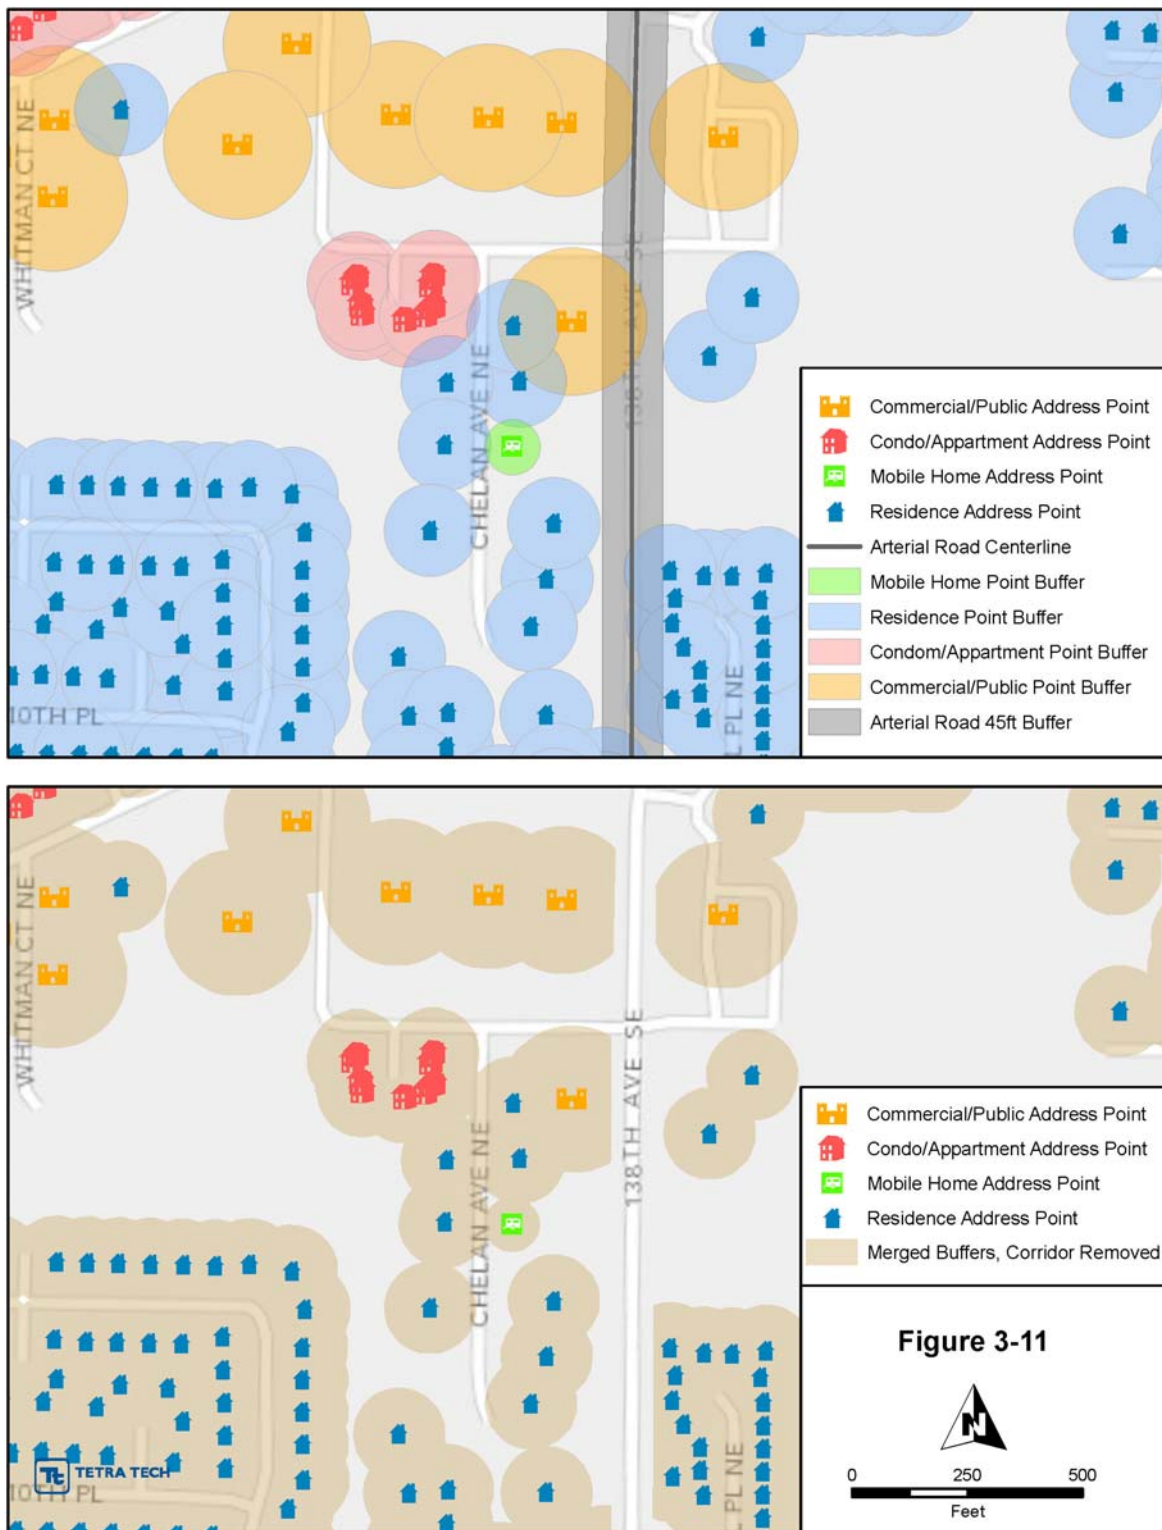 WHITMAN CT NE
138TH AVE SE
CHELAN AVE NE
10TH PL
L PL NE
Commercial/Public Address Point
Condo/Appartment Address Point
Mobile Home Address Point
Residence Address Point
Arterial Road Centerline
Mobile Home Point Buffer
Residence Point Buffer
Condom/Appartment Point Buffer
Commercial/Public Point Buffer
Arterial Road 45ft Buffer
WHITMAN CT NE
138TH AVE SE
CHELAN AVE NE
10TH PL
PL NE
Tt TETRA TECH
Commercial/Public Address Point
Condo/Appartment Address Point
Mobile Home Address Point
Residence Address Point
Merged Buffers, Corridor Removed
Figure 3-11
N
0 250 500
Feet